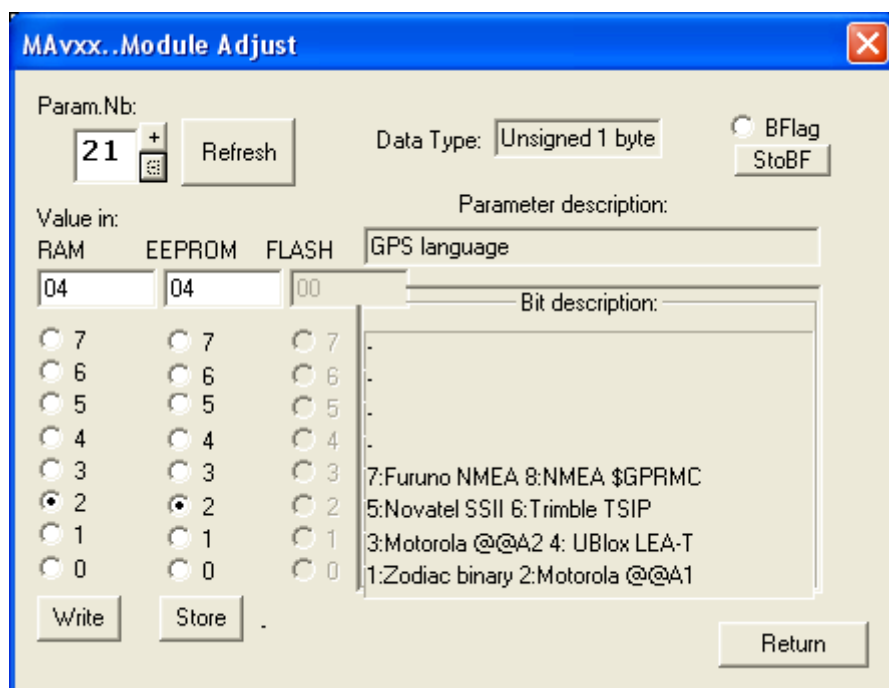 MAvxx..Module Adjust
Param.Nb:
21
+
Refresh
Data Type: Unsigned 1 byte
BFlag
StoBF
Value in:
RAM EEPROM FLASH
04 04 00
Parameter description:
GPS language
Bit description:
7 7 7 -
6 6 6 -
5 5 5 -
4 4 4 -
3 3 3 7:Furuno NMEA 8:NMEA $GPRMC
2 2 2 5:Novatel SSII 6:Trimble TSIP
1 1 1 3:Motorola @@A2 4: UBlox LEA-T
0 0 0 1:Zodiac binary 2:Motorola @@A1
Write Store -
Return